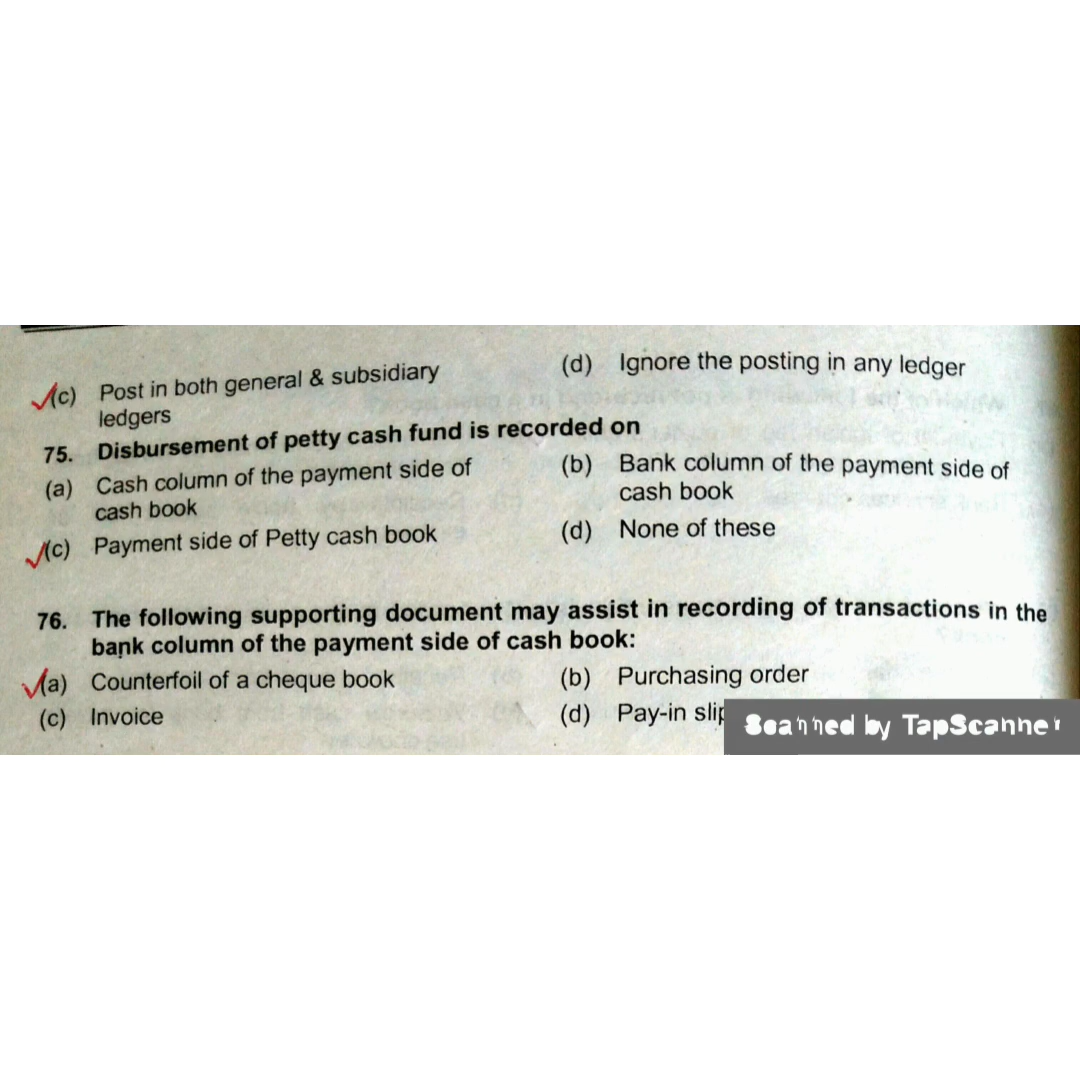 (c) Post in both general & subsidiary ledgers
(d) Ignore the posting in any ledger
75. Disbursement of petty cash fund is recorded on
(a) Cash column of the payment side of cash book
(b) Bank column of the payment side of cash book
(c) Payment side of Petty cash book
(d) None of these
76. The following supporting document may assist in recording of transactions in the
bank column of the payment side of cash book:
(a) Counterfoil of a cheque book
(b) Purchasing order
(c) Invoice
(d) Pay-in slip
Scanned by TapScanner